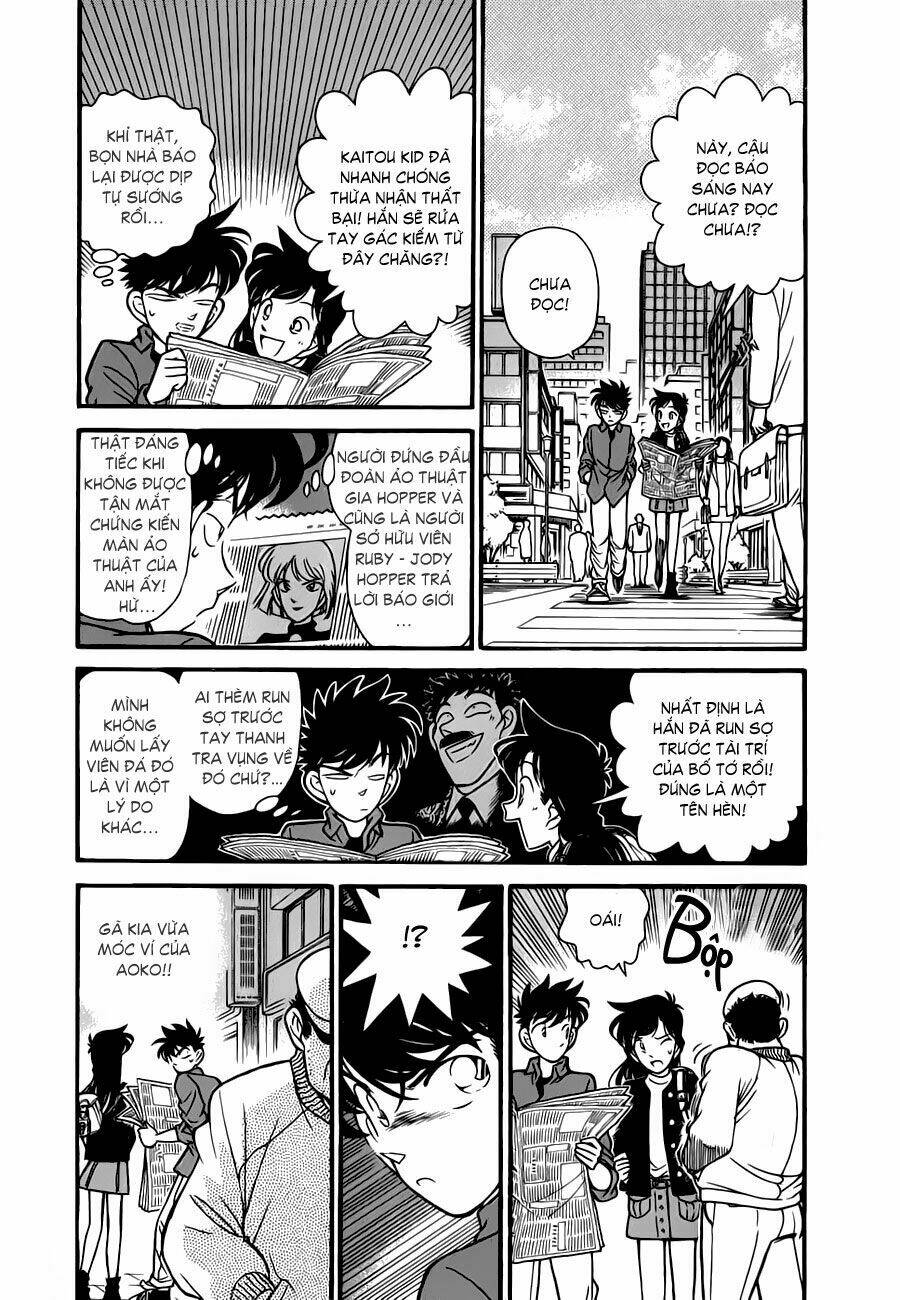 NÀY, CẬU
ĐỌC BÁO
SÁNG NAY
CHƯA? ĐỌC
CHƯA!?
CHƯA
ĐỌC!
KAITOU KID ĐÃ
NHANH CHÓNG
THỪA NHẬN THẤT
BẠI! HẮN SẼ RỬA
TAY GÁC KIẾM TỪ
ĐÂY CHĂNG?!
KHỈ THẬT,
BỌN NHÀ BÁO
LẠI ĐƯỢC DỊP
TỰ SƯỚNG
RỒI...
NGƯỜI ĐỨNG ĐẦU
ĐOÀN ẢO THUẬT
GIA HOPPER VÀ
CŨNG LÀ NGƯỜI
SỞ HỮU VIÊN
RUBY - JODY
HOPPER TRẢ
LỜI BÁO GIỚI
...
THẬT ĐÁNG
TIẾC KHI
KHÔNG ĐƯỢC
TẬN MẮT
CHỨNG KIẾN
MÀN ẢO
THUẬT CỦA
ANH ẤY!
HỪ...
NHẤT ĐỊNH LÀ
HẮN ĐÃ RUN SỢ
TRƯỚC TÀI TRÍ
CỦA BỐ TỚ RỒI!
ĐÚNG LÀ MỘT
TÊN HÈN!
AI THÈM RUN
SỢ TRƯỚC
TAY THANH
TRA VỤNG VỀ
ĐÓ CHỨ?...
MÌNH
KHÔNG
MUỐN LẤY
VIÊN ĐÁ ĐÓ
LÀ VÌ MỘT
LÝ DO
KHÁC...
OÁI!
BỘP
!?
GÃ KIA VỪA
MÓC VÍ CỦA
AOKO!!